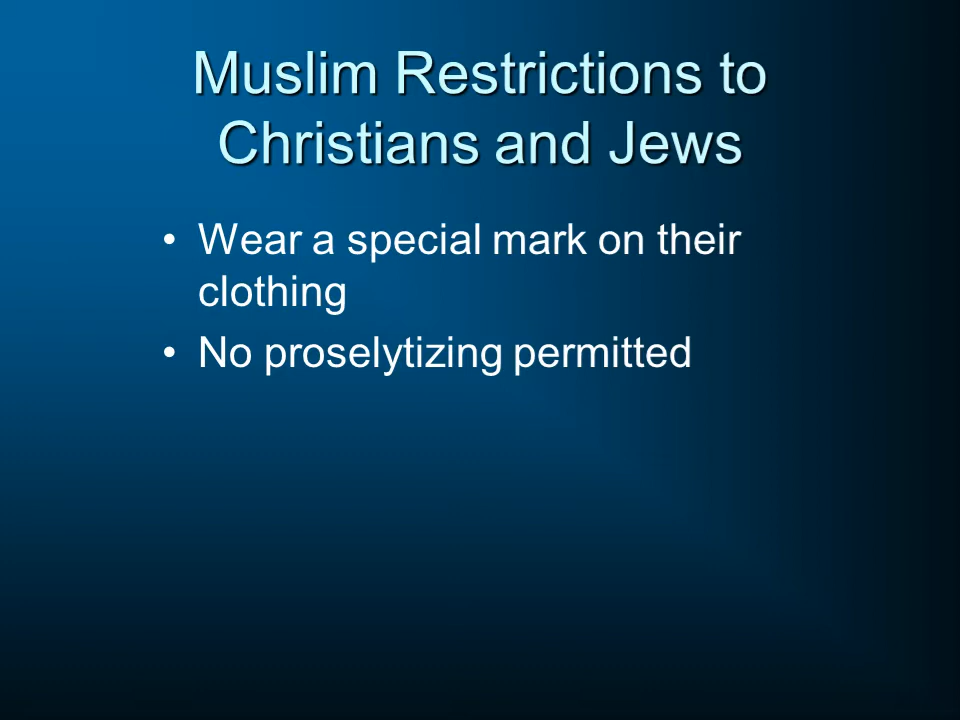 Muslim Restrictions to
Christians and Jews
• Wear a special mark on their
clothing
• No proselytizing permitted